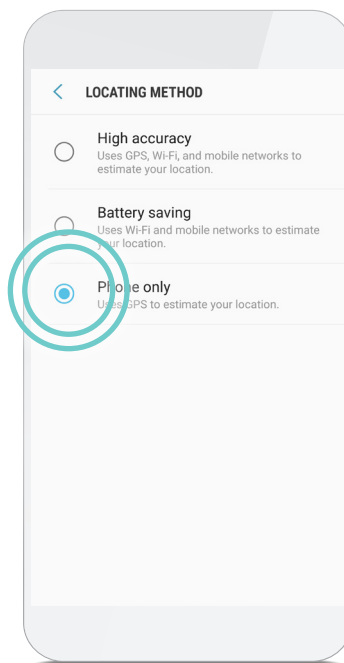 LOCATING METHOD
High accuracy
Uses GPS, Wi-Fi, and mobile networks to
estimate your location.
Battery saving
Uses Wi-Fi and mobile networks to estimate
your location.
Phone only
Uses GPS to estimate your location.